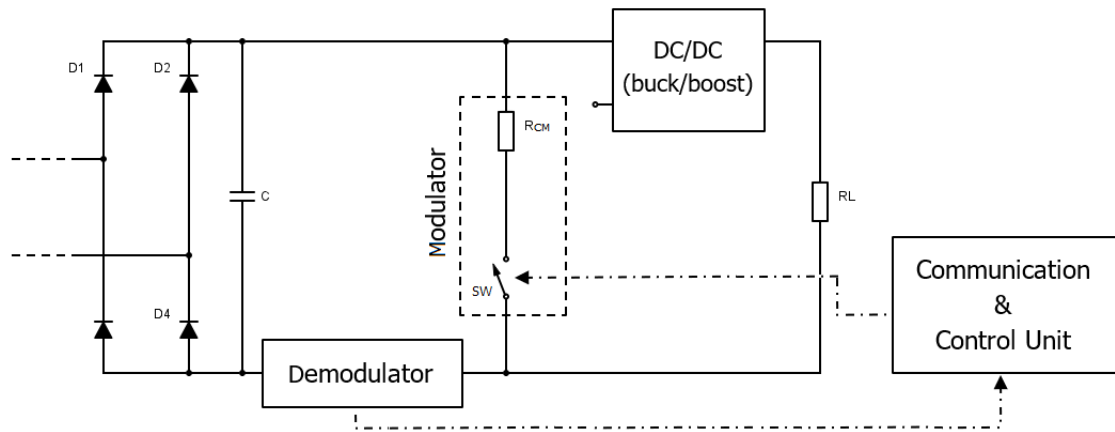 DC/DC
(buck/boost)
D1
D2
RCM
Modulator
C
RL
SW
D4
Communication
&
Control Unit
Demodulator